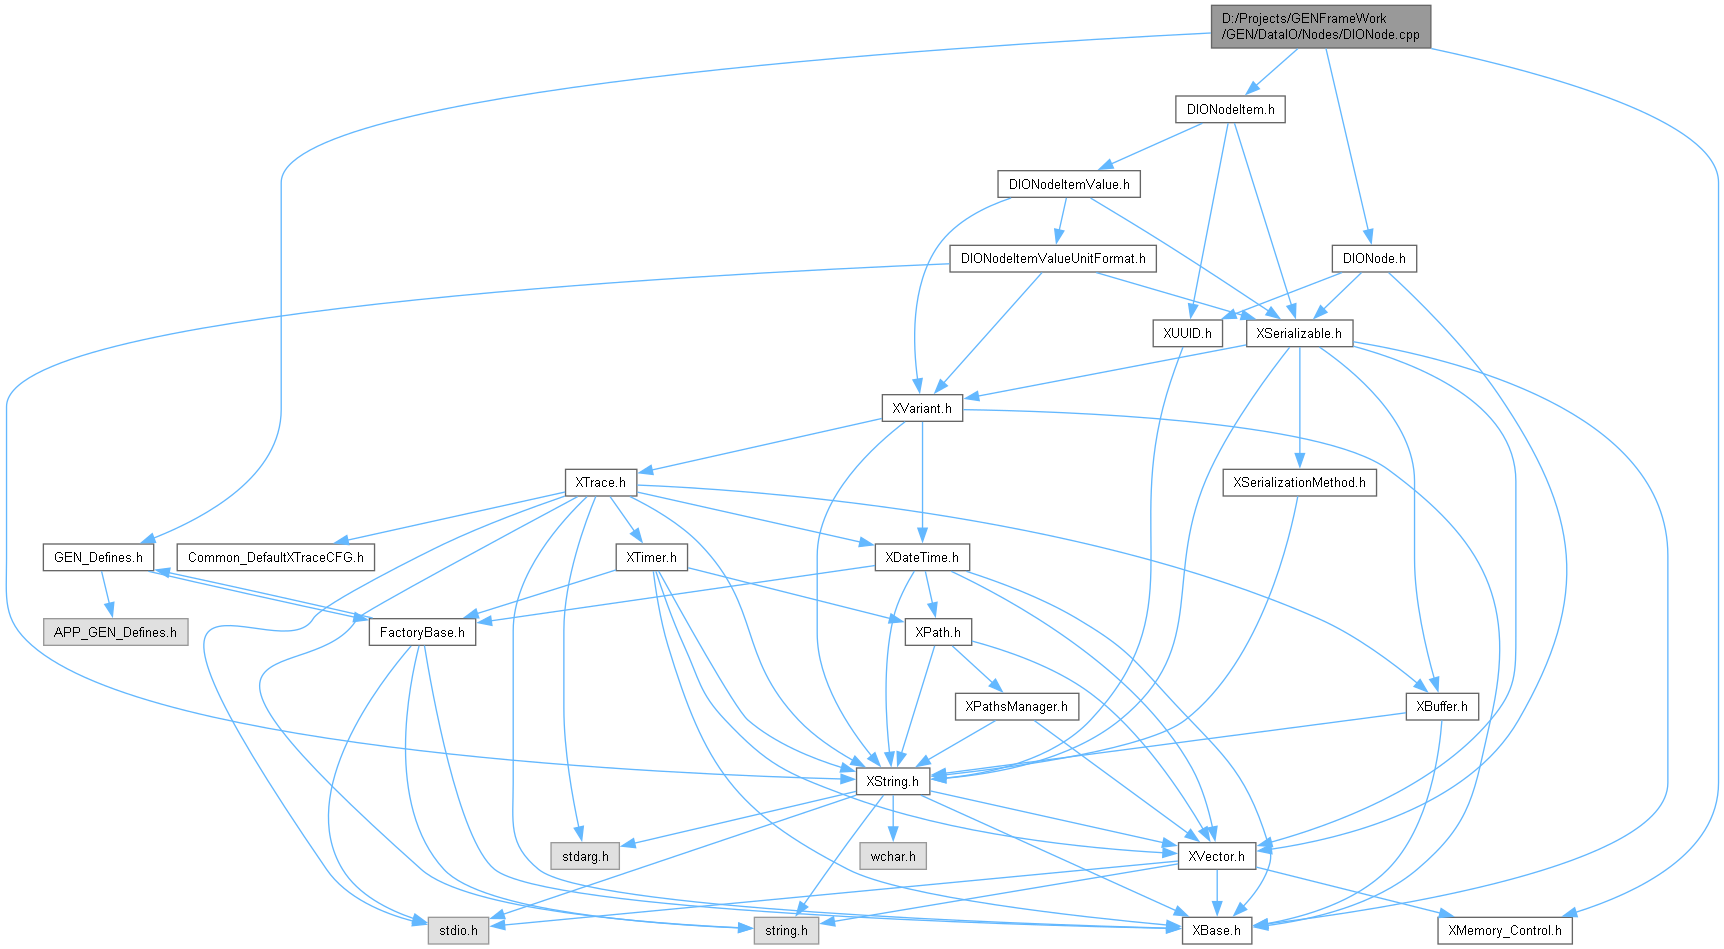 D:/Projects/GENFrameWork
/GEN/DataIO/Nodes/DIONode.cpp
DIONodeItem.h
DIONodeItemValue.h
DIONodeItemValueUnitFormat.h
DIONode.h
XUUID.h
XSerializable.h
XVariant.h
XTrace.h
XSerializationMethod.h
GEN_Defines.h
Common_DefaultXTraceCFG.h
XTimer.h
XDateTime.h
APP_GEN_Defines.h
FactoryBase.h
XPath.h
XPathsManager.h
XBuffer.h
XString.h
stdarg.h
wchar.h
XVector.h
stdio.h
string.h
XBase.h
XMemory_Control.h